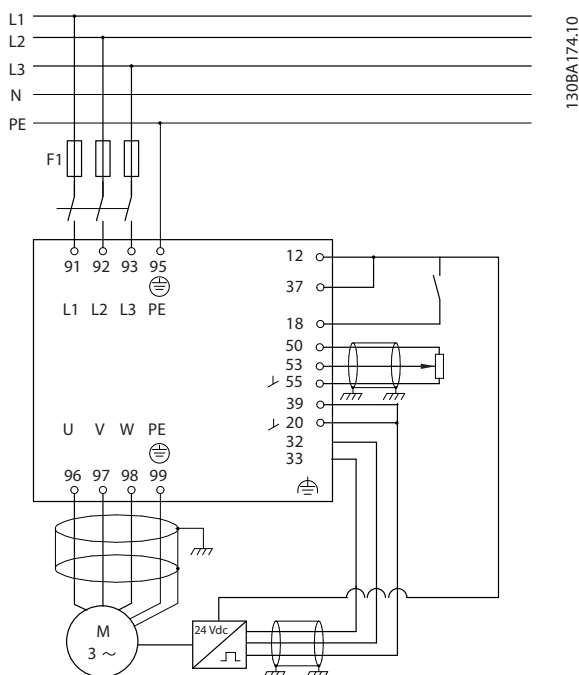 L1
L2
L3
N
PE
130BA174.10
F1
91 92 93 95
L1 L2 L3 PE
12
37
18
50
53
55
39
20
32
33
U V W PE
96 97 98 99
M
3 ~
24 Vdc